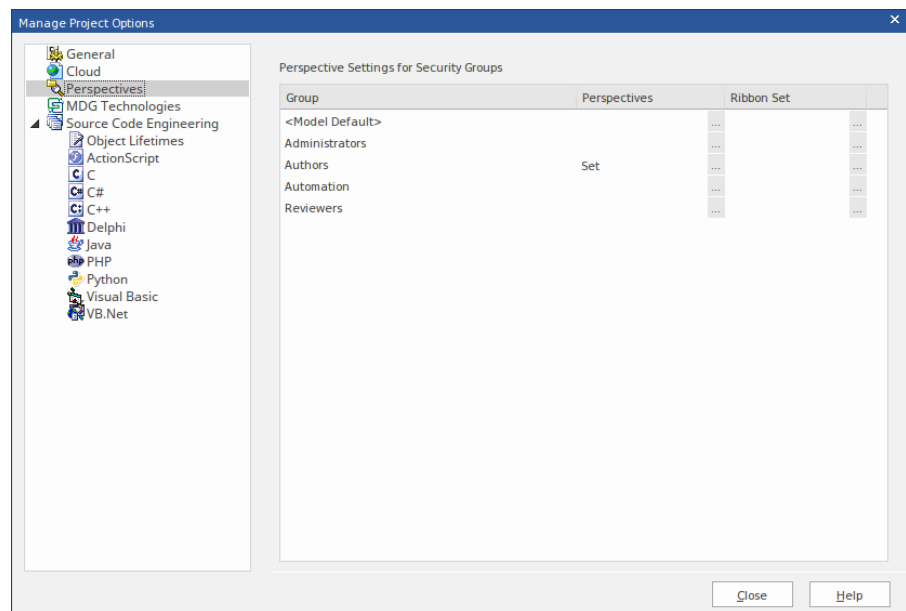 Manage Project Options
General
Cloud
Perspectives
MDG Technologies
Source Code Engineering
Object Lifetimes
ActionScript
C C
C# C#
C: C++
Delphi
Java
php PHP
Python
Visual Basic
VB.Net
Perspective Settings for Security Groups
Group Perspectives Ribbon Set
<Model Default> ... ...
Administrators ... ...
Authors Set ... ...
Automation ... ...
Reviewers ... ...
Close Help